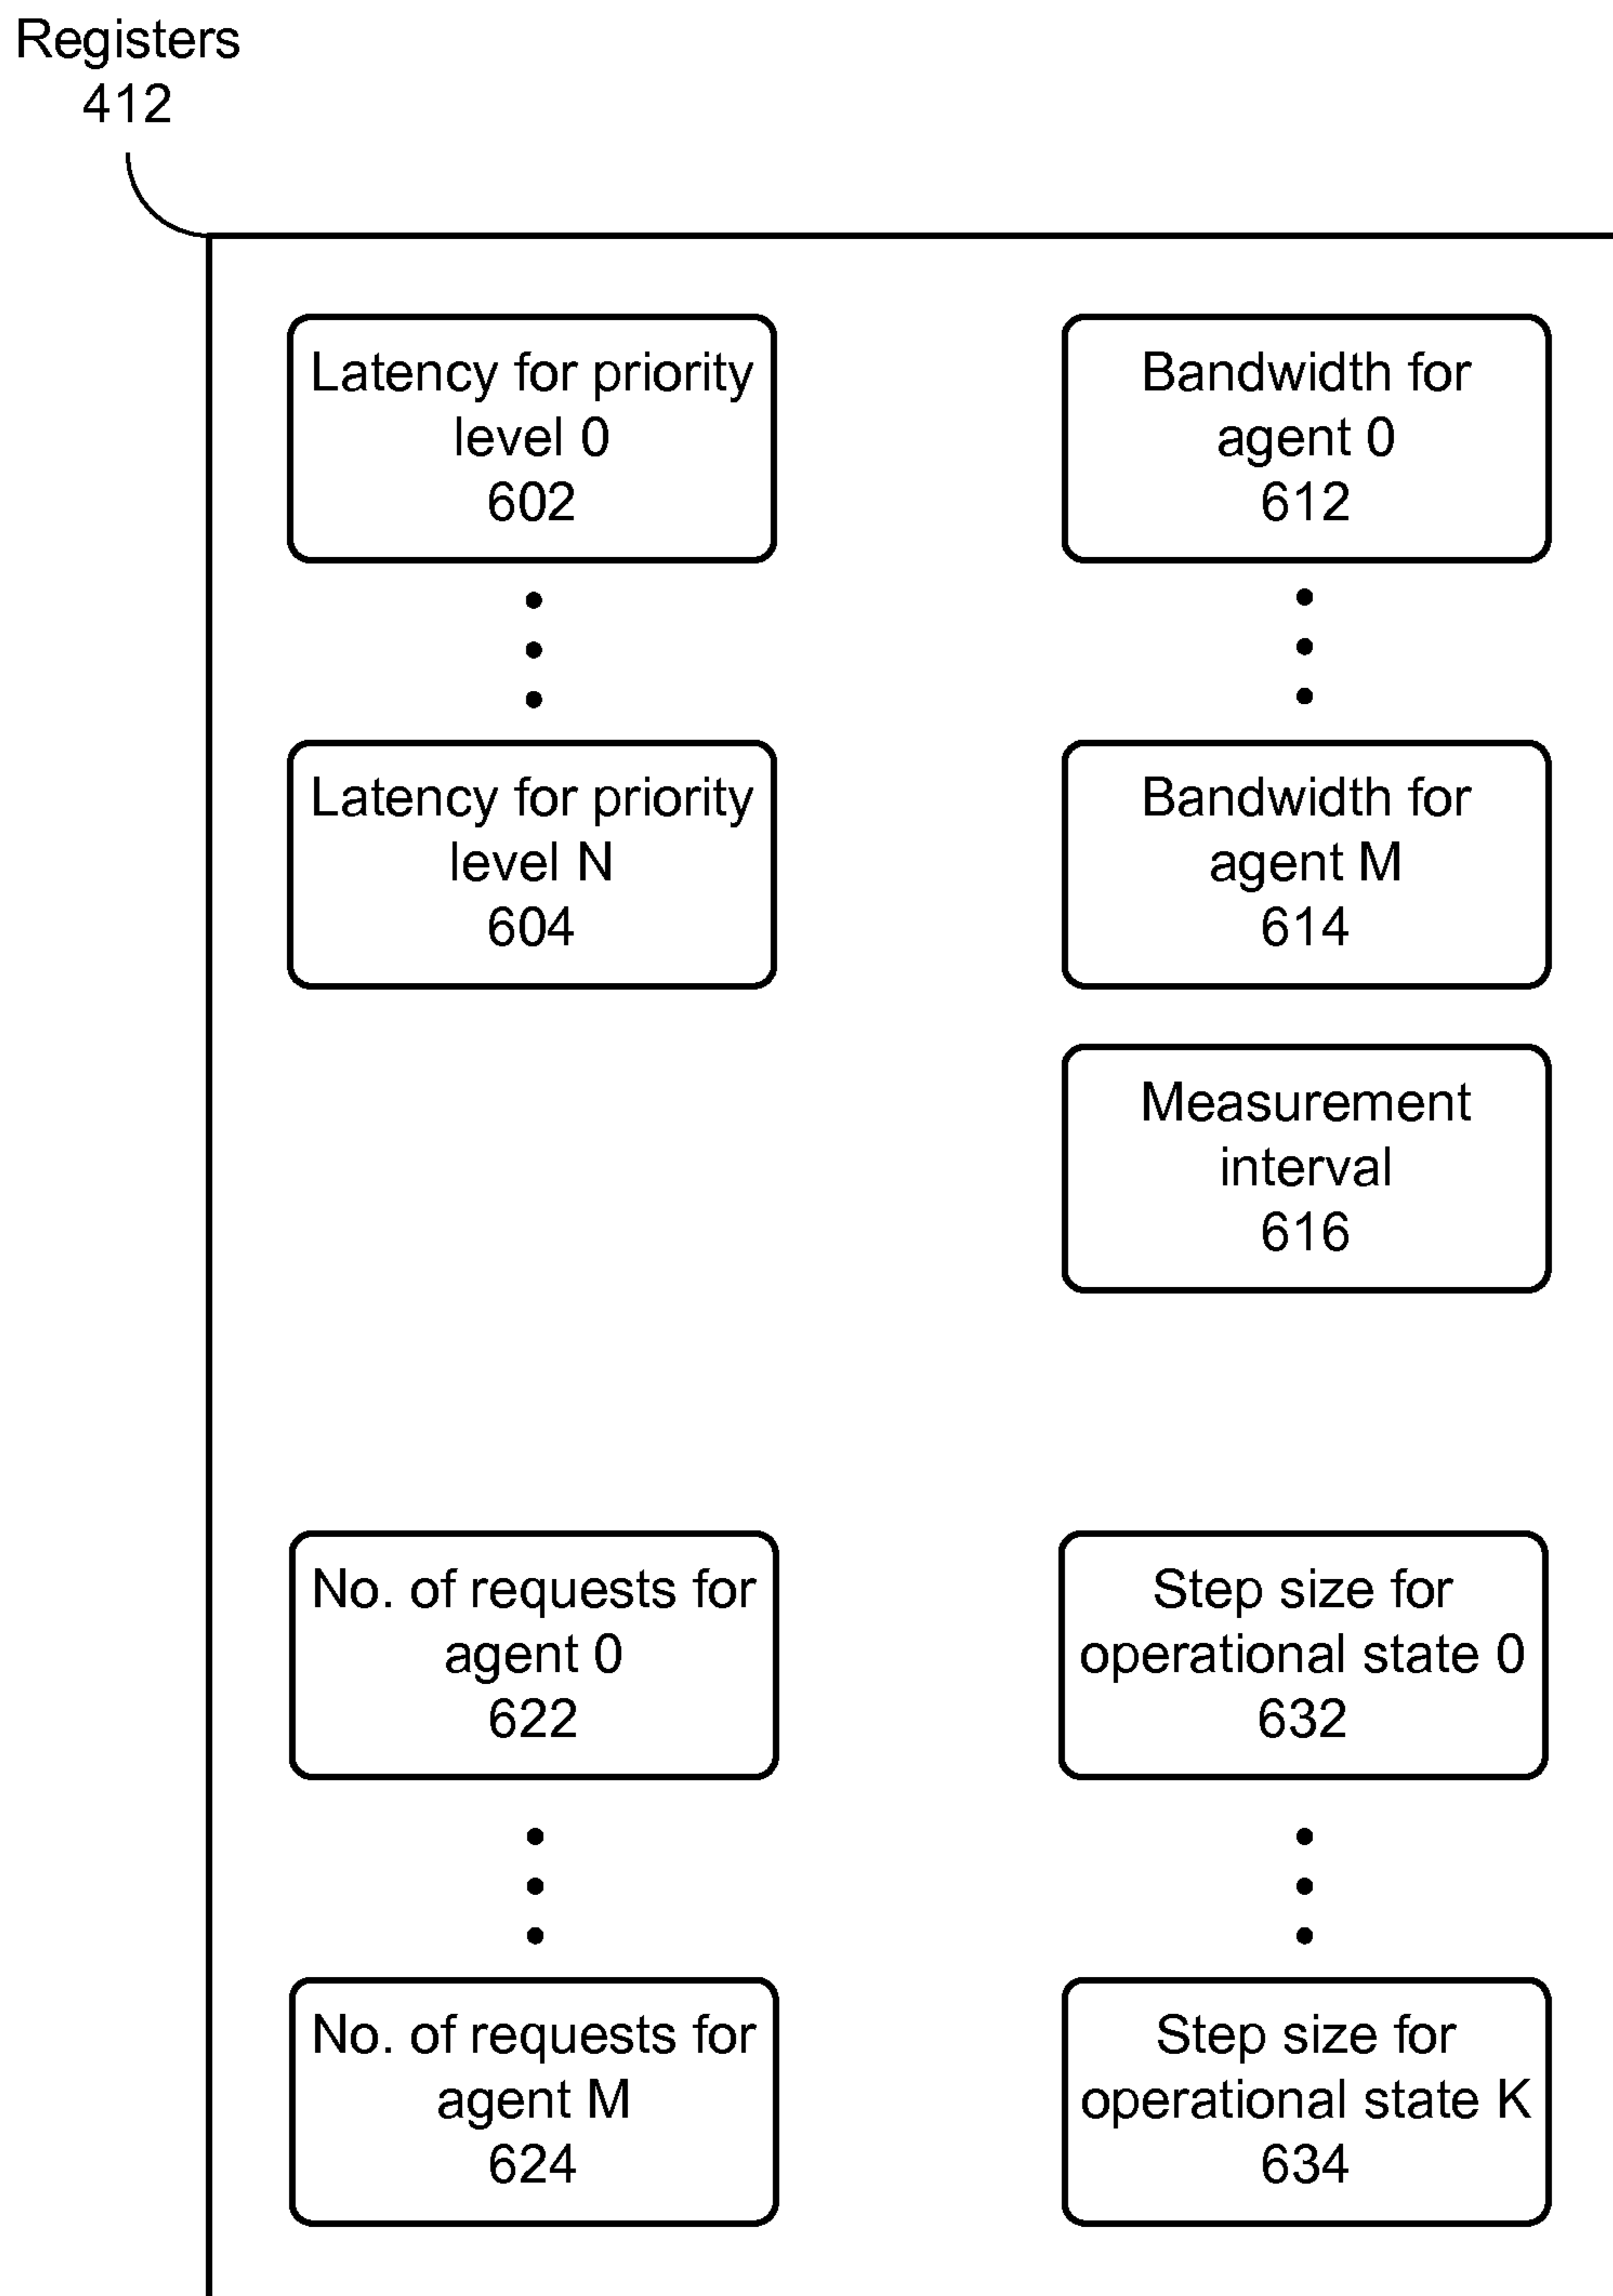 Registers
412
Latency for priority
level 0
602
Bandwidth for
agent 0
612
Latency for priority
level N
604
Bandwidth for
agent M
614
Measurement
interval
616
No. of requests for
agent 0
622
Step size for
operational state 0
632
No. of requests for
agent M
624
Step size for
operational state K
634